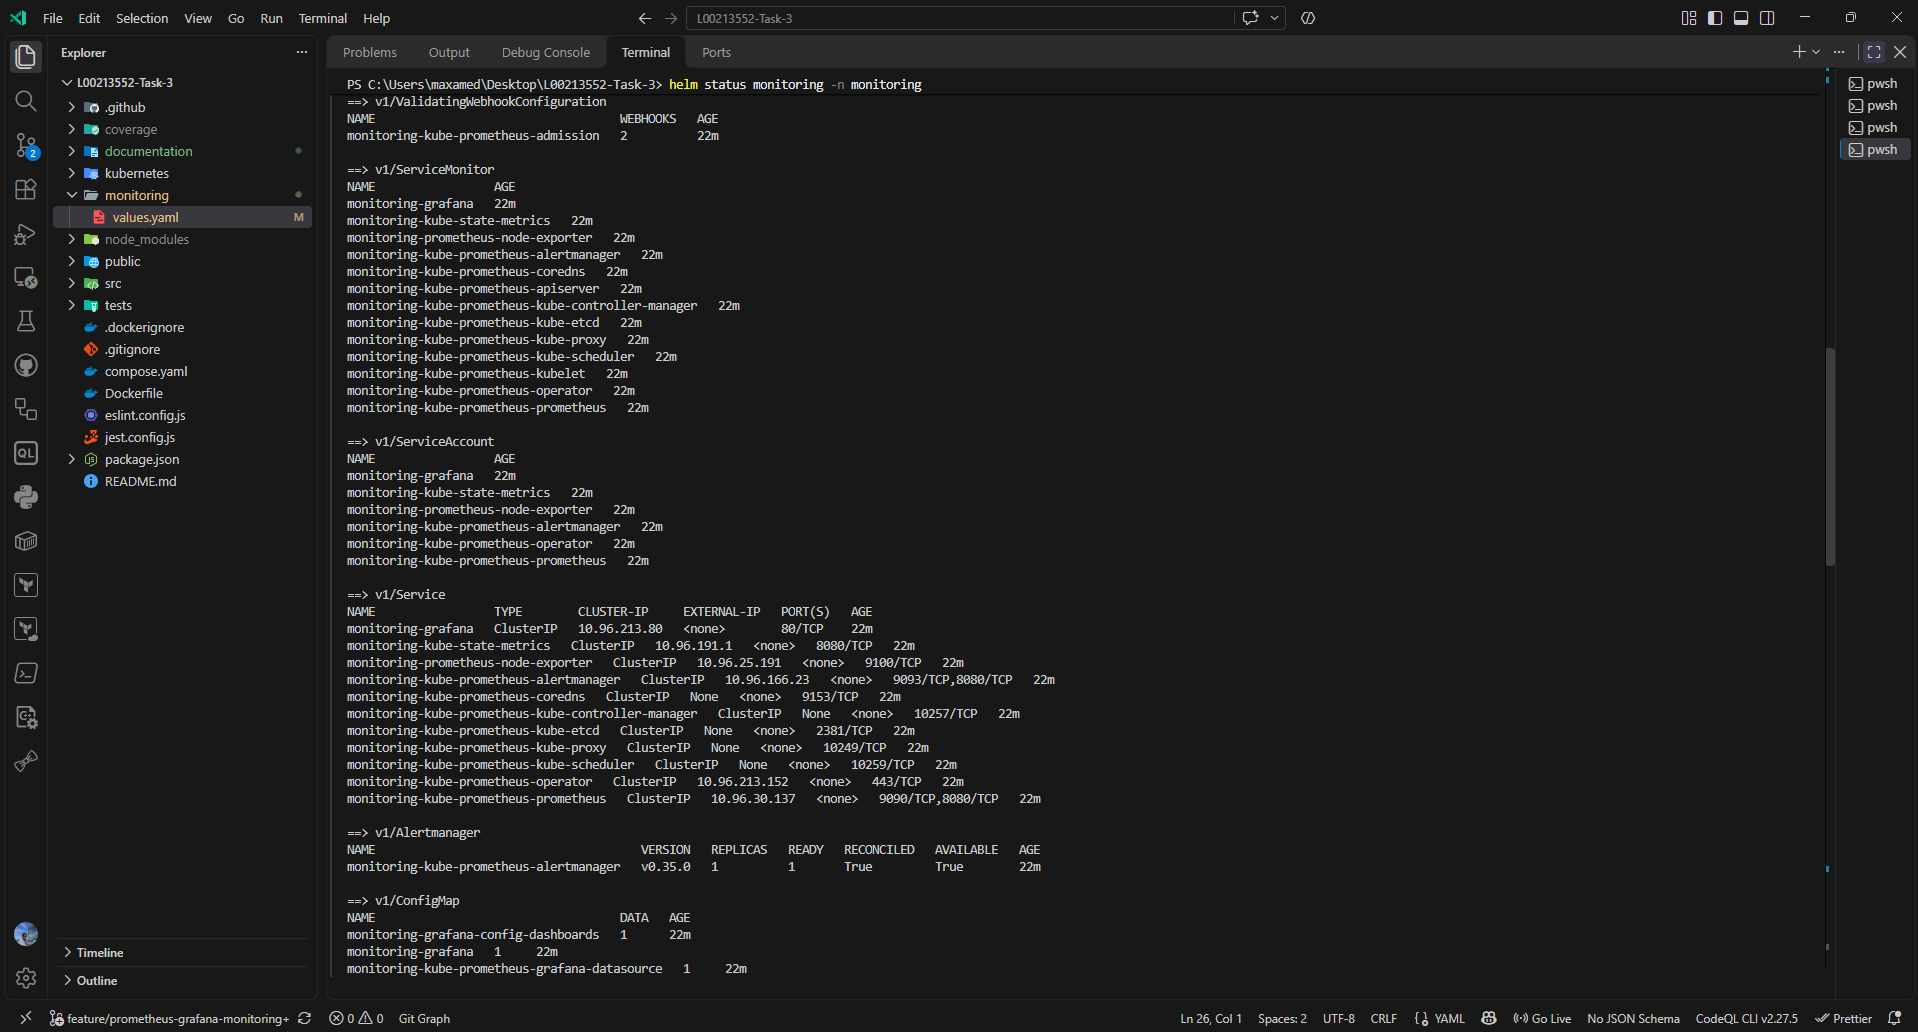 File Edit Selection View Go Run Terminal Help
L00213552-Task-3
Explorer
L00213552-Task-3
.github
coverage
documentation
kubernetes
monitoring
values.yaml M
node_modules
public
src
tests
.dockerignore
.gitignore
compose.yaml
Dockerfile
eslint.config.js
jest.config.js
package.json
README.md
Timeline
Outline
2
QL
Problems Output Debug Console Terminal Ports
PS C:\Users\maxamed\Desktop\L00213552-Task-3> helm status monitoring -n monitoring
==> v1/ValidatingWebhookConfiguration
NAME WEBHOOKS AGE
monitoring-kube-prometheus-admission 2 22m
==> v1/ServiceMonitor
NAME AGE
monitoring-grafana 22m
monitoring-kube-state-metrics 22m
monitoring-prometheus-node-exporter 22m
monitoring-kube-prometheus-alertmanager 22m
monitoring-kube-prometheus-coredns 22m
monitoring-kube-prometheus-apiserver 22m
monitoring-kube-prometheus-kube-controller-manager 22m
monitoring-kube-prometheus-kube-etcd 22m
monitoring-kube-prometheus-kube-proxy 22m
monitoring-kube-prometheus-kube-scheduler 22m
monitoring-kube-prometheus-kubelet 22m
monitoring-kube-prometheus-operator 22m
monitoring-kube-prometheus-prometheus 22m
==> v1/ServiceAccount
NAME AGE
monitoring-grafana 22m
monitoring-kube-state-metrics 22m
monitoring-prometheus-node-exporter 22m
monitoring-kube-prometheus-alertmanager 22m
monitoring-kube-prometheus-operator 22m
monitoring-kube-prometheus-prometheus 22m
==> v1/Service
NAME TYPE CLUSTER-IP EXTERNAL-IP PORT(S) AGE
monitoring-grafana ClusterIP 10.96.213.80 <none> 80/TCP 22m
monitoring-kube-state-metrics ClusterIP 10.96.191.1 <none> 8080/TCP 22m
monitoring-prometheus-node-exporter ClusterIP 10.96.25.191 <none> 9100/TCP 22m
monitoring-kube-prometheus-alertmanager ClusterIP 10.96.166.23 <none> 9093/TCP,8080/TCP 22m
monitoring-kube-prometheus-coredns ClusterIP None <none> 9153/TCP 22m
monitoring-kube-prometheus-kube-controller-manager ClusterIP None <none> 10257/TCP 22m
monitoring-kube-prometheus-kube-etcd ClusterIP None <none> 2381/TCP 22m
monitoring-kube-prometheus-kube-proxy ClusterIP None <none> 10249/TCP 22m
monitoring-kube-prometheus-kube-scheduler ClusterIP None <none> 10259/TCP 22m
monitoring-kube-prometheus-operator ClusterIP 10.96.213.152 <none> 443/TCP 22m
monitoring-kube-prometheus-prometheus ClusterIP 10.96.30.137 <none> 9090/TCP,8080/TCP 22m
==> v1/Alertmanager
NAME VERSION REPLICAS READY RECONCILED AVAILABLE AGE
monitoring-kube-prometheus-alertmanager v0.35.0 1 1 True True 22m
==> v1/ConfigMap
NAME DATA AGE
monitoring-grafana-config-dashboards 1 22m
monitoring-grafana 1 22m
monitoring-kube-prometheus-grafana-datasource 1 22m
pwsh
pwsh
pwsh
pwsh
feature/prometheus-grafana-monitoring+ 0 0 Git Graph Ln 26, Col 1 Spaces: 2 UTF-8 CRLF { } YAML Go Live No JSON Schema CodeQL CLI v2.27.5 Prettier